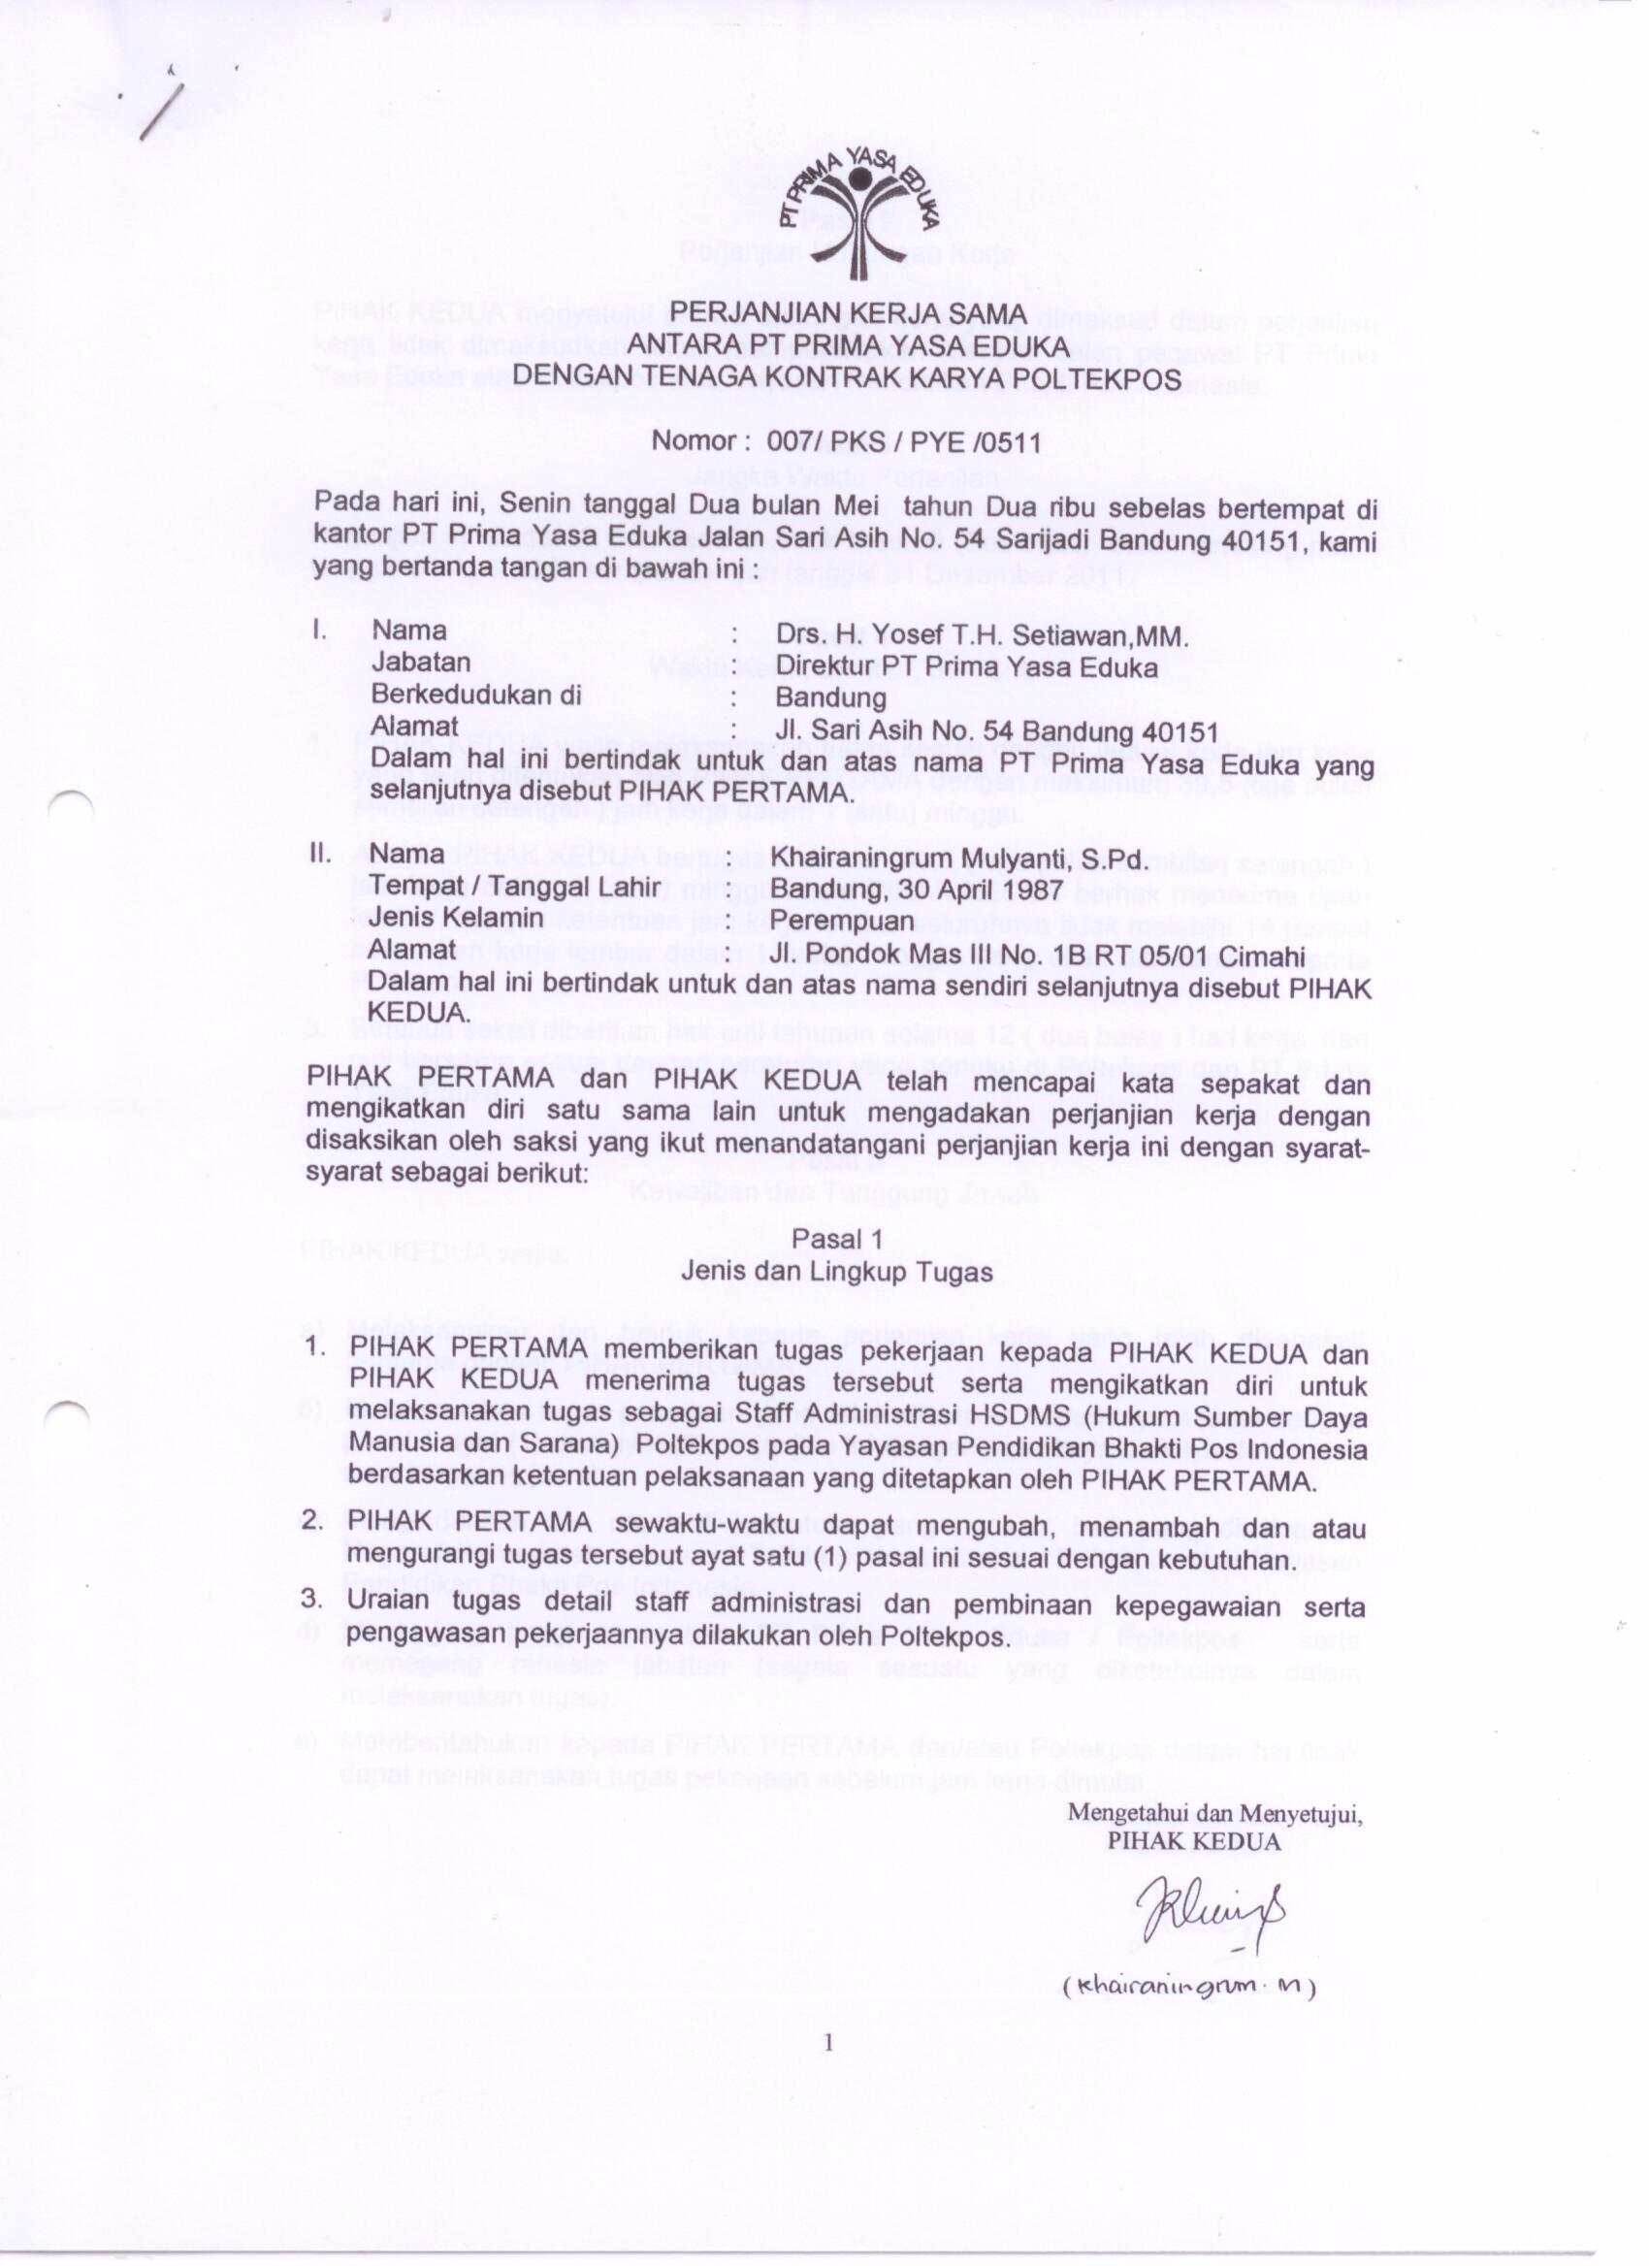 PT PRIMA YASA EDUKA
PERJANJIAN KERJA SAMA
ANTARA PT PRIMA YASA EDUKA
DENGAN TENAGA KONTRAK KARYA POLTEKPOS
Nomor : 007/ PKS / PYE /0511
Pada hari ini, Senin tanggal Dua bulan Mei tahun Dua ribu sebelas bertempat di
kantor PT Prima Yasa Eduka Jalan Sari Asih No. 54 Sarijadi Bandung 40151, kami
yang bertanda tangan di bawah ini :
I. Nama : Drs. H. Yosef T.H. Setiawan,MM.
Jabatan : Direktur PT Prima Yasa Eduka
Berkedudukan di : Bandung
Alamat : Jl. Sari Asih No. 54 Bandung 40151
Dalam hal ini bertindak untuk dan atas nama PT Prima Yasa Eduka yang
selanjutnya disebut PIHAK PERTAMA.
II. Nama : Khairaningrum Mulyanti, S.Pd.
Tempat / Tanggal Lahir : Bandung, 30 April 1987
Jenis Kelamin : Perempuan
Alamat : Jl. Pondok Mas III No. 1B RT 05/01 Cimahi
Dalam hal ini bertindak untuk dan atas nama sendiri selanjutnya disebut PIHAK
KEDUA.
PIHAK PERTAMA dan PIHAK KEDUA telah mencapai kata sepakat dan
mengikatkan diri satu sama lain untuk mengadakan perjanjian kerja dengan
disaksikan oleh saksi yang ikut menandatangani perjanjian kerja ini dengan syarat-
syarat sebagai berikut:
Pasal 1
Jenis dan Lingkup Tugas
1. PIHAK PERTAMA memberikan tugas pekerjaan kepada PIHAK KEDUA dan
PIHAK KEDUA menerima tugas tersebut serta mengikatkan diri untuk
melaksanakan tugas sebagai Staff Administrasi HSDMS (Hukum Sumber Daya
Manusia dan Sarana) Poltekpos pada Yayasan Pendidikan Bhakti Pos Indonesia
berdasarkan ketentuan pelaksanaan yang ditetapkan oleh PIHAK PERTAMA.
2. PIHAK PERTAMA sewaktu-waktu dapat mengubah, menambah dan atau
mengurangi tugas tersebut ayat satu (1) pasal ini sesuai dengan kebutuhan.
3. Uraian tugas detail staff administrasi dan pembinaan kepegawaian serta
pengawasan pekerjaannya dilakukan oleh Poltekpos.
Mengetahui dan Menyetujui,
PIHAK KEDUA
(Khairaningrum. M)
1